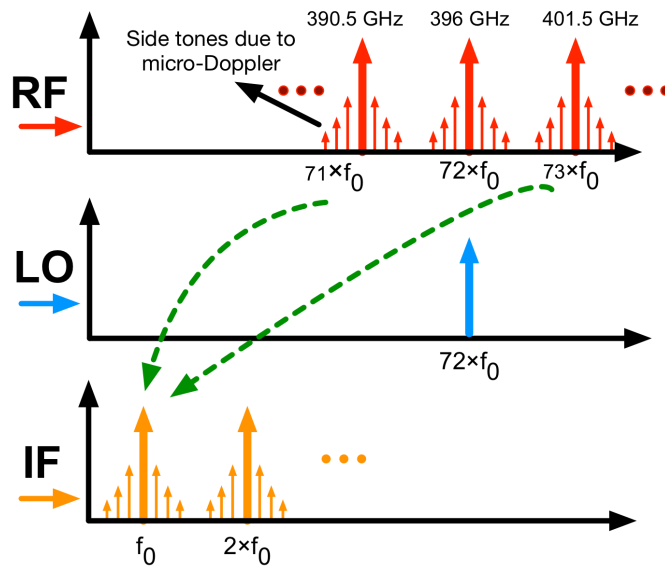 390.5 GHz 396 GHz 401.5 GHz
Side tones due to
micro-Doppler
RF
71×f0 72×f0 73×f0
LO
72×f0
IF
f0 2×f0